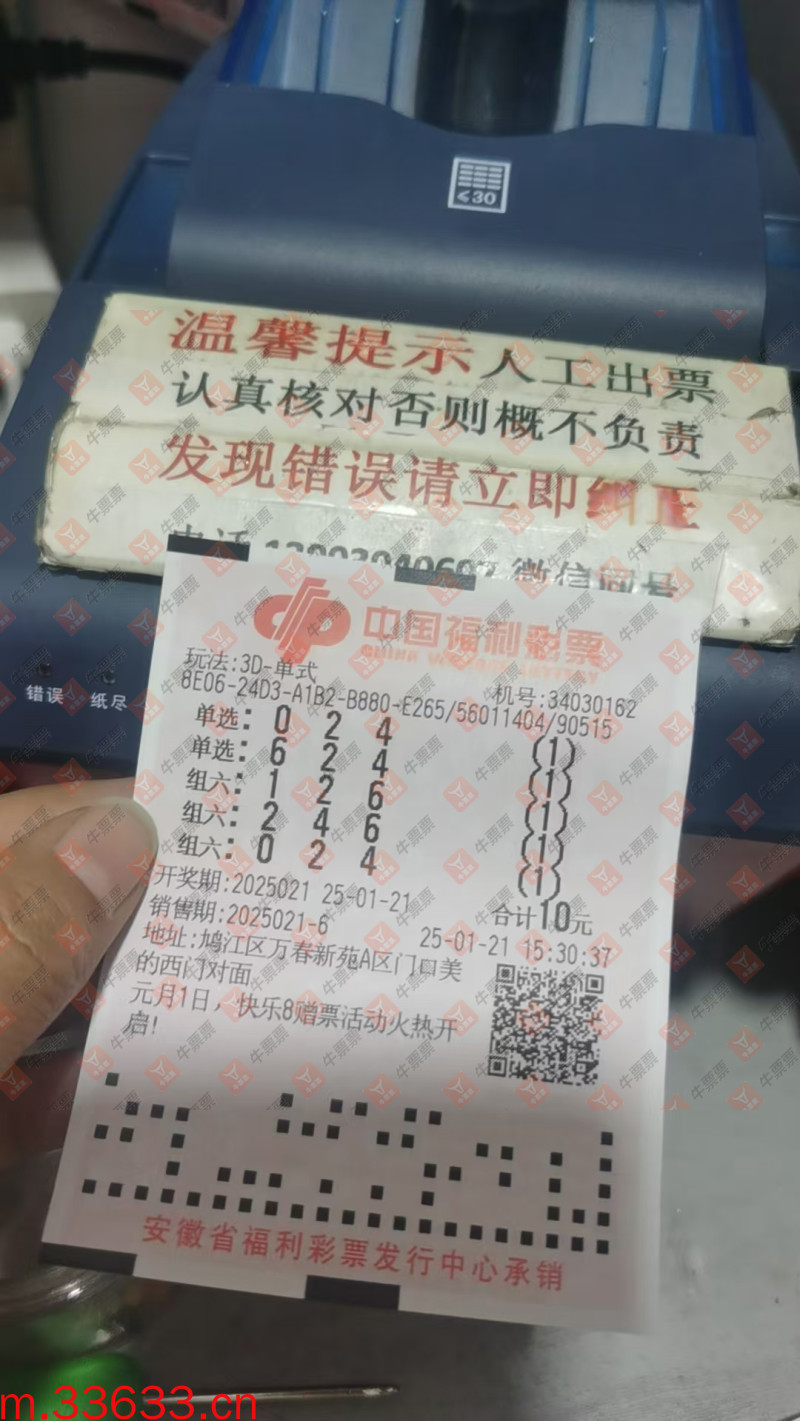 ≤30
温馨提示人工出票
认真核对否则概不负责
发现错误请立即纠正
微信同号
错误 纸尽
中国福利彩票
玩法:3D-单式 机号:34030162
8E06-24D3-A1B2-B880-E265/56011404/90515
单选: 0 2 4 (1)
单选: 6 2 4 (1)
组六: 1 2 6 (1)
组六: 2 4 6 (1)
组六: 0 2 4 (1)
开奖期:2025021 25-01-21 合计10元
销售期:2025021-6 25-01-21 15:30:37
地址:鸠江区万春新苑A区门口美
的西门对面
元月1日，快乐8赠票活动火热开
启!
安徽省福利彩票发行中心承销
牛票票
m.33633.cn